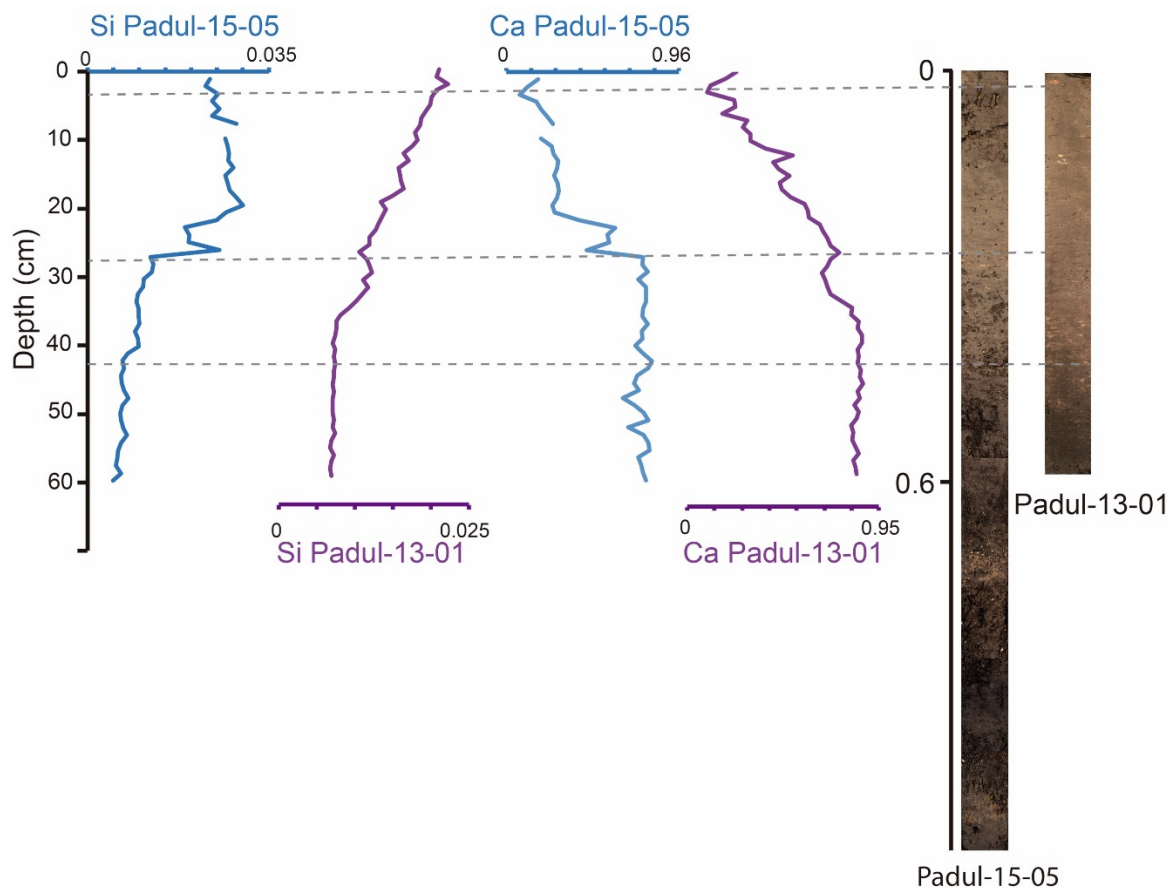 Si Padul-15-05
Ca Padul-15-05
0 0.035
0 0.96
0
10
20
30
40
50
60
Depth (cm)
0
0.6
0 0.025
Si Padul-13-01
0 0.95
Ca Padul-13-01
Padul-13-01
Padul-15-05